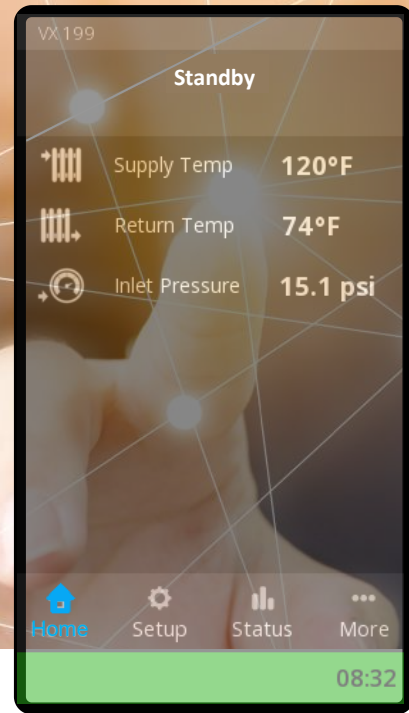 VX 199
Standby
Supply Temp 120°F
Return Temp 74°F
Inlet Pressure 15.1 psi
Home Setup Status More
08:32